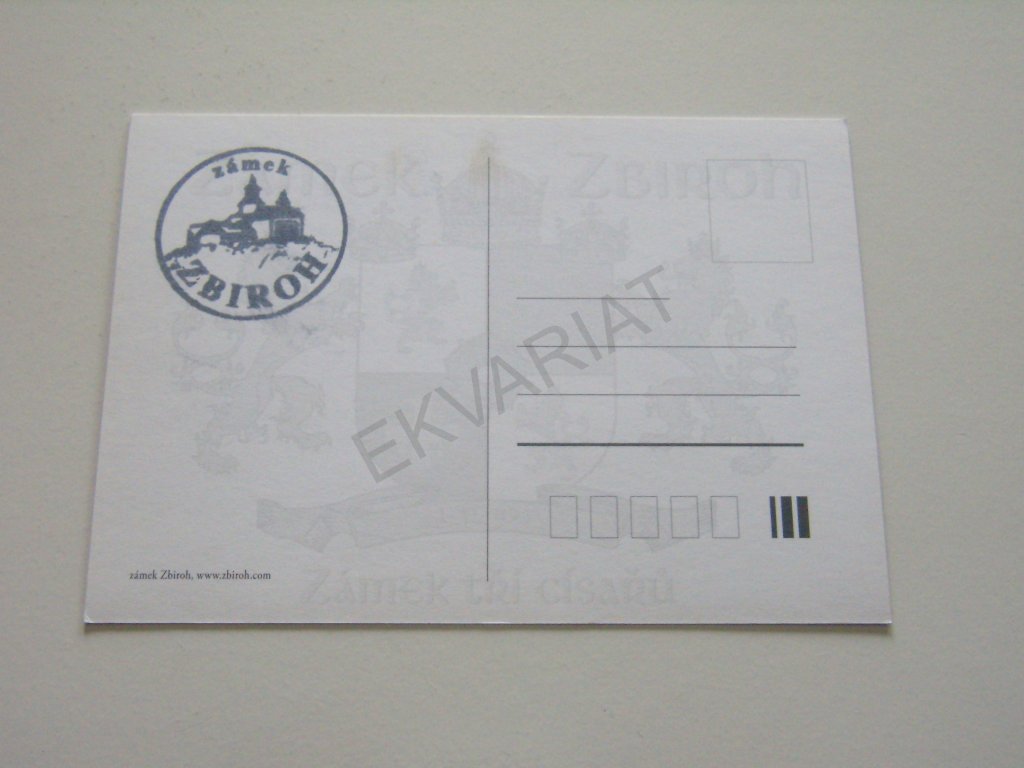 zámek
ZBIROH
Zámek Zbiroh
EKVARIAT
zámek Zbiroh, www.zbiroh.com
Zámek tří císařů